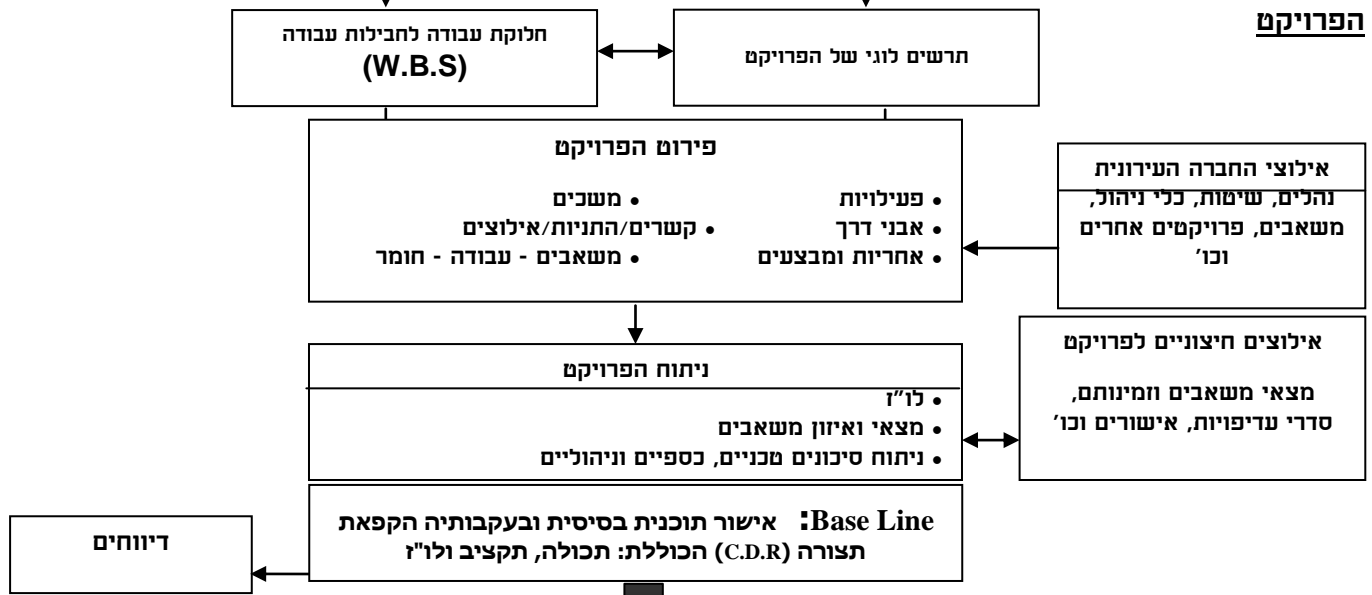 הפרויקט
תרשים לוגי של הפרויקט
חלוקת עבודה לחבילות עבודה
(W.B.S)
פירוט הפרויקט
• פעילויות
• אבני דרך
• אחריות ומבצעים
• משכים
• קשרים/התניות/אילוצים
• משאבים - עבודה - חומר
אילוצי החברה העירונית
נהלים, שיטות, כלי ניהול,
משאבים, פרויקטים אחרים
וכו'
ניתוח הפרויקט
• לו"ז
• מצאי ואיזון משאבים
• ניתוח סיכונים טכניים, כספיים וניהוליים
אילוצים חיצוניים לפרויקט
מצאי משאבים וזמינותם,
סדרי עדיפויות, אישורים וכו'
Base Line: אישור תוכנית בסיסית ובעקבותיה הקפאת
תצורה (C.D.R) הכוללת: תכולה, תקציב ולו"ז
דיווחים